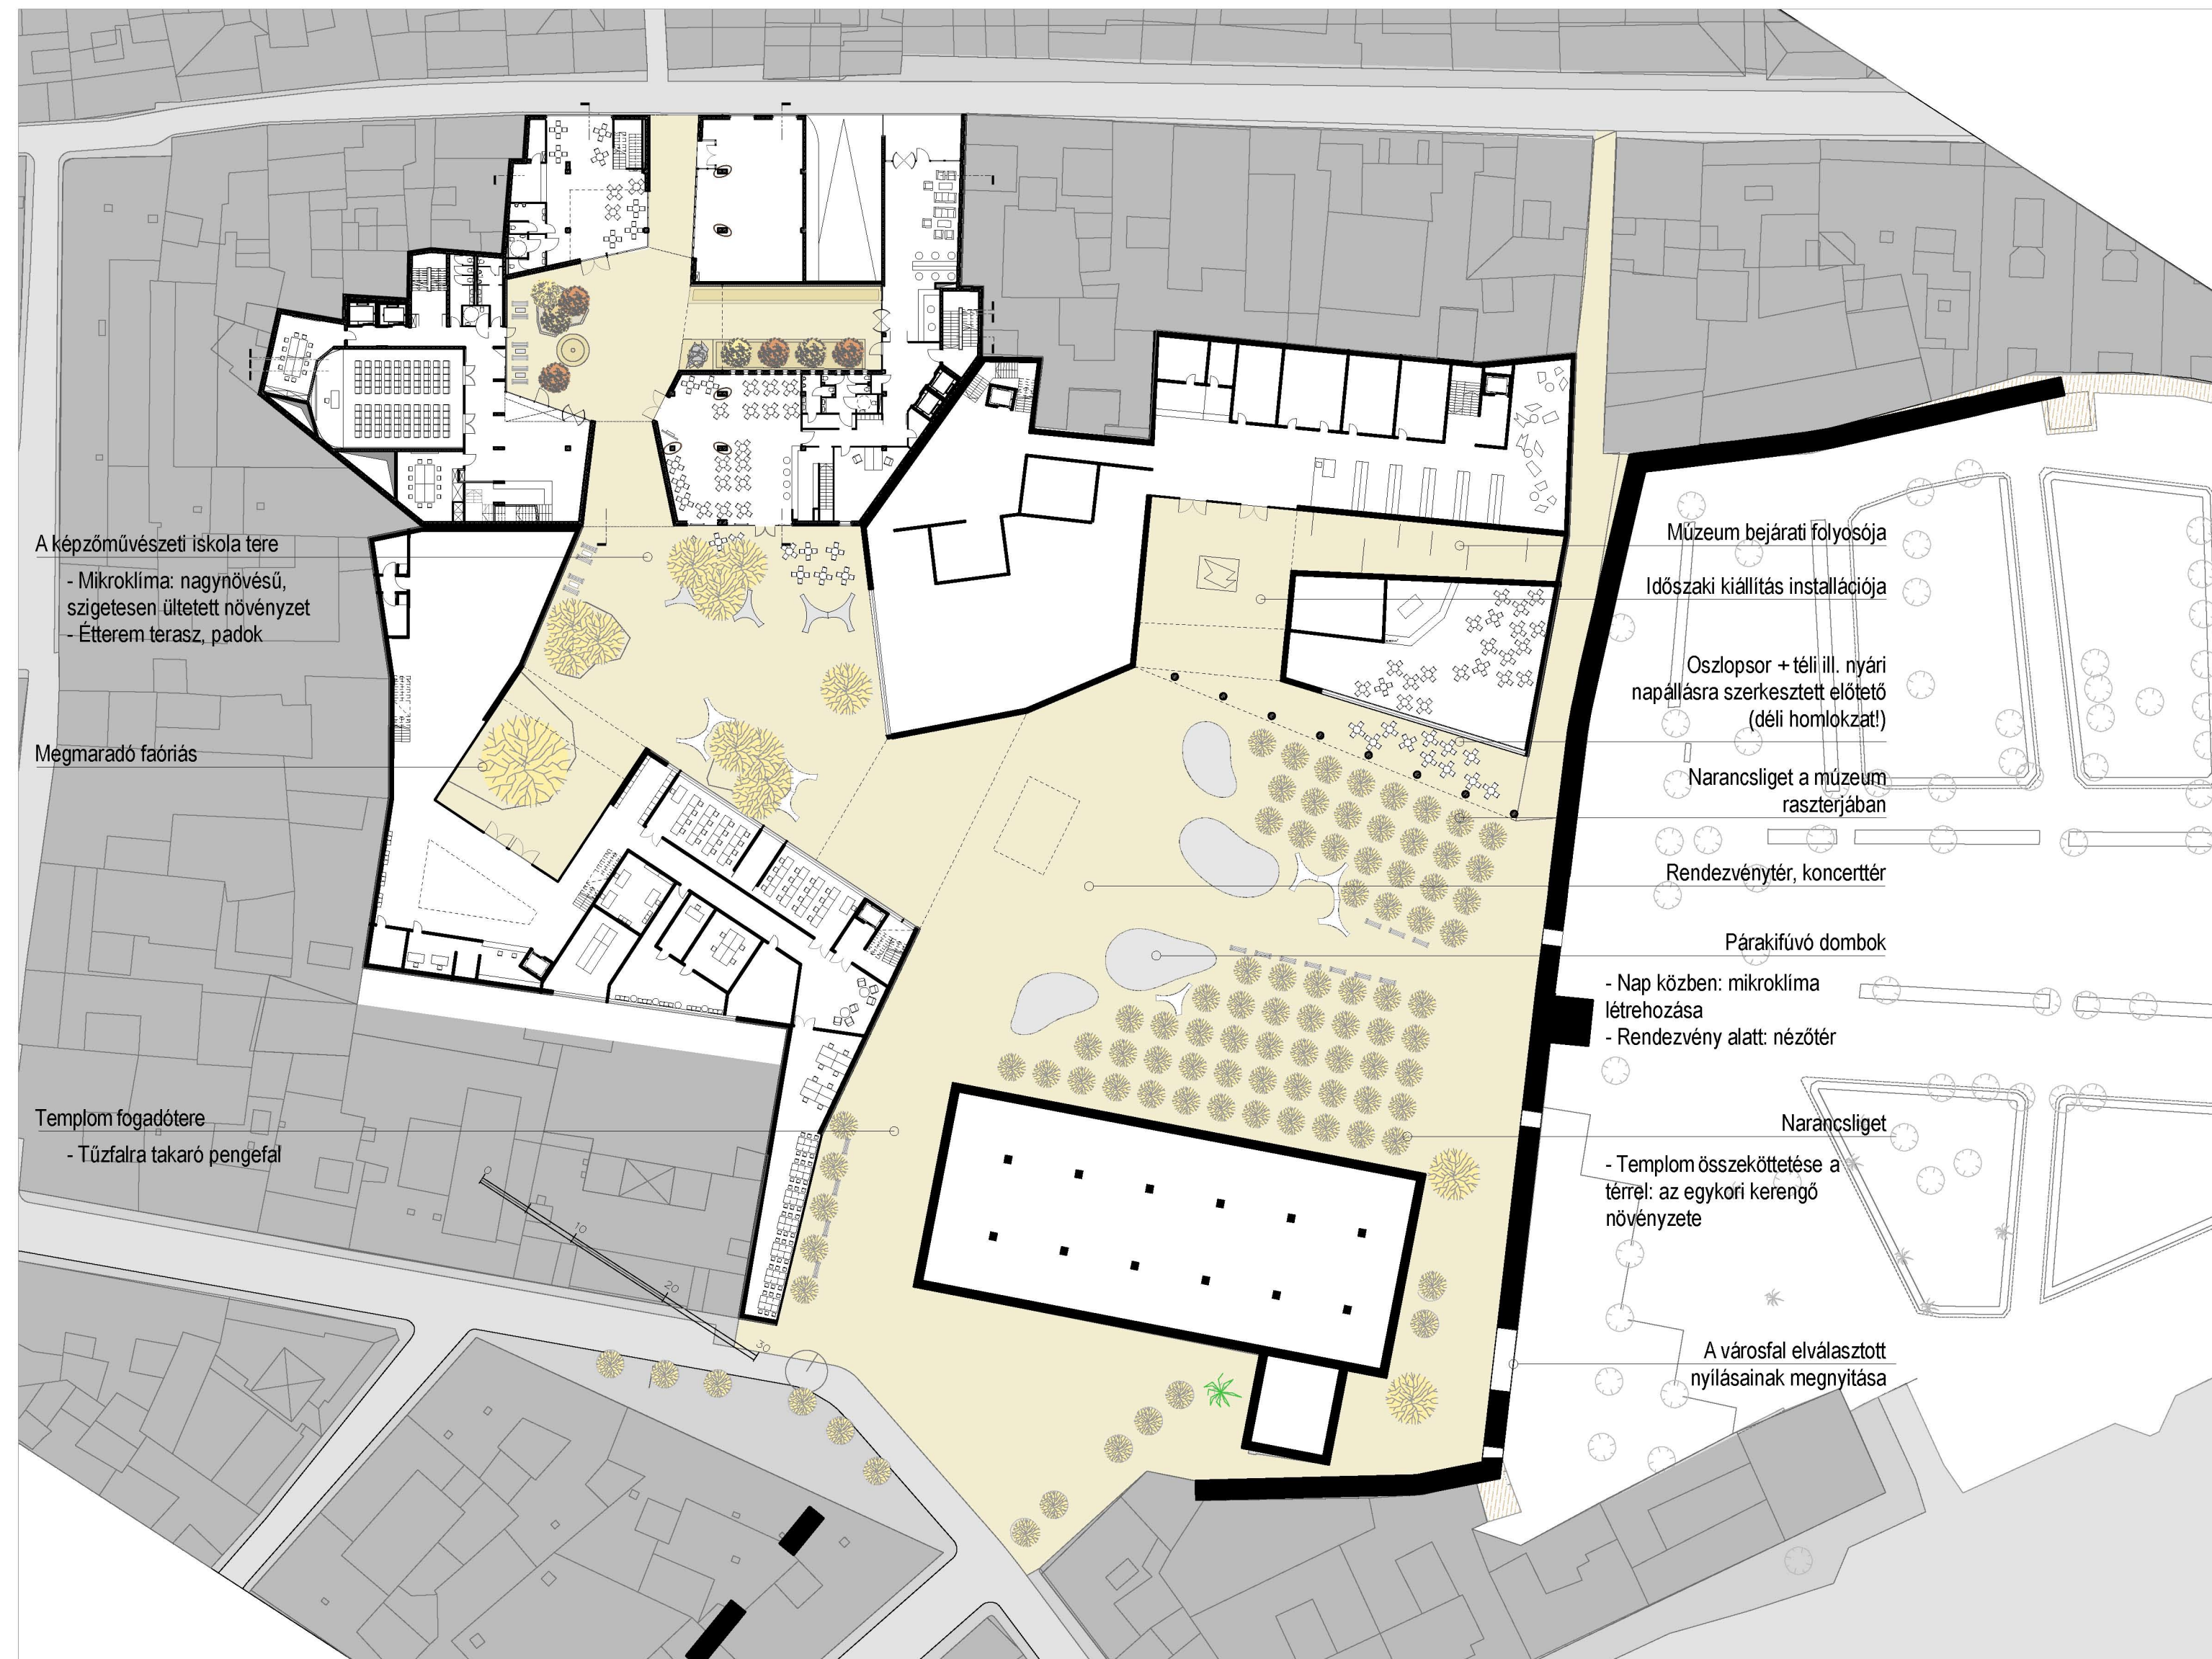 A képzőművészeti iskola tere
- Mikroklíma: nagynövésű,
szigetesen ültetett növényzet
- Étterem terasz, padok
Megmaradó faóriás
Templom fogadótere
- Tűzfalra takaró pengefal
0
10
20
30
Múzeum bejárati folyosója
Időszaki kiállítás installációja
Oszlopsor + téli ill. nyári
napállásra szerkesztett előtető
(déli homlokzat!)
Narancsliget a múzeum
raszterjában
Rendezvénytér, koncerttér
Párakifúvó dombok
- Nap közben: mikroklíma
létrehozása
- Rendezvény alatt: nézőtér
Narancsliget
- Templom összeköttetése a
térrel: az egykori kerengő
növényzete
A városfal elválasztott
nyílásainak megnyitása